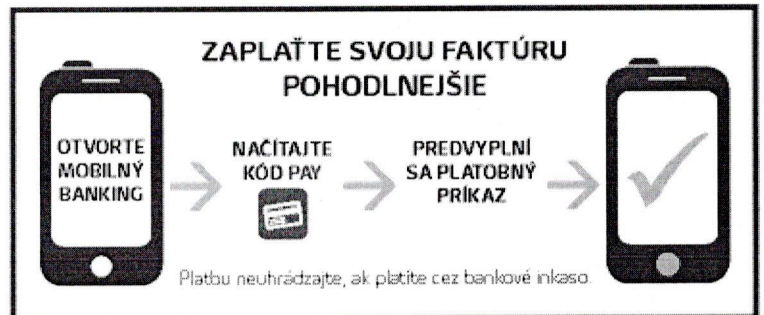 ZAPLAŤTE SVOJU FAKTÚRU
POHODLNEJŠIE
OTVORTE
MOBILNÝ
BANKING
NAČÍTAJTE
KÓD PAY
PREDVYPLNÍ
SA PLATOBNÝ
PRÍKAZ
Platbu neuhrádzajte, ak platíte cez bankové inkaso.